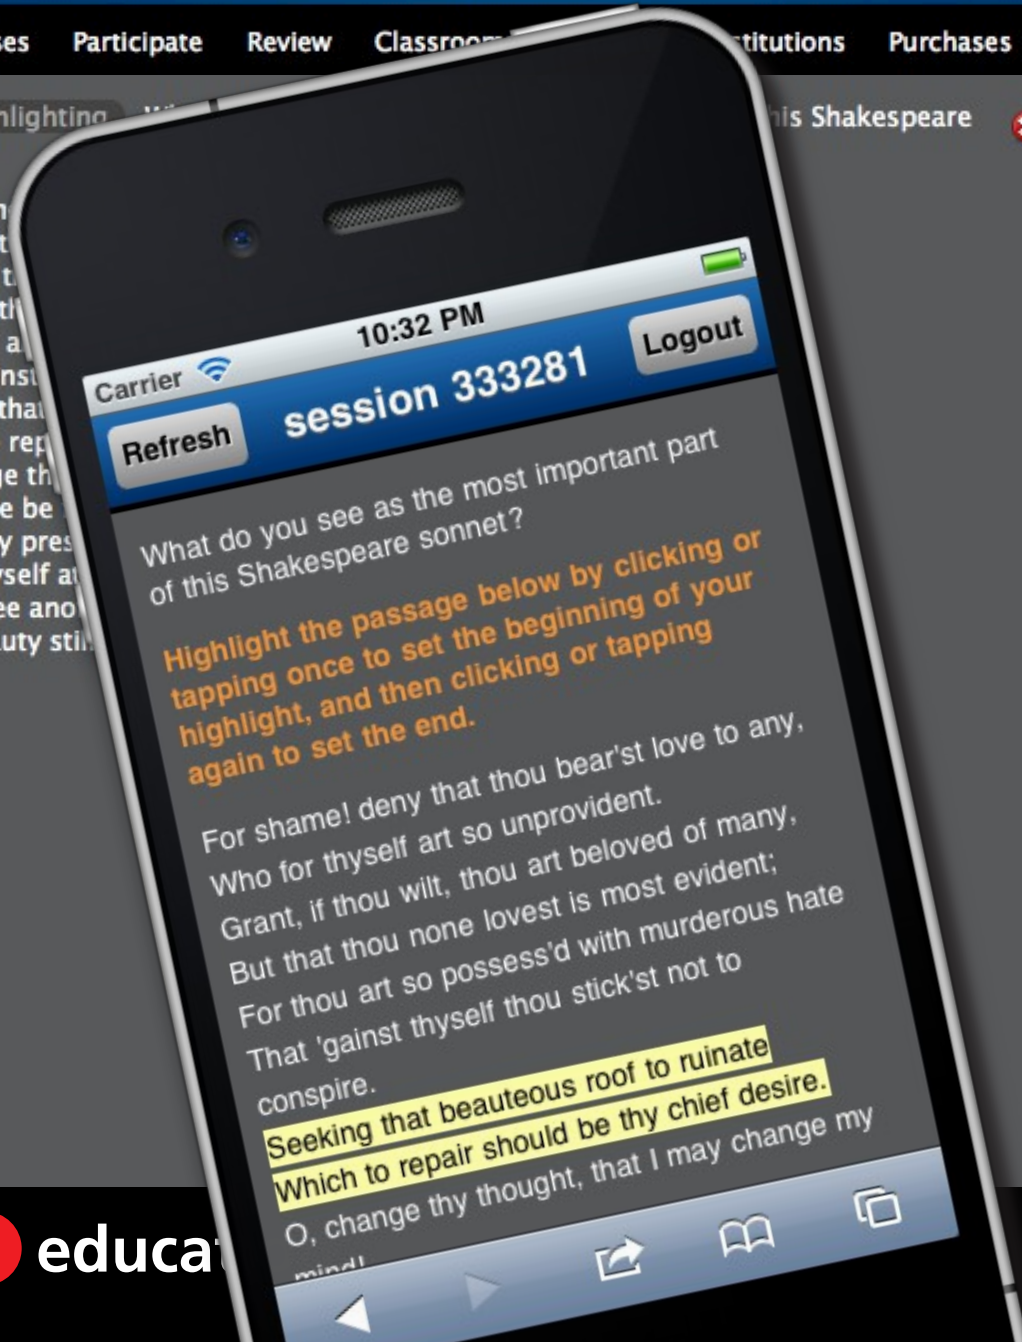 Participate Review Purchases
Shakespeare
Carrier 10:32 PM
Refresh session 333281 Logout
What do you see as the most important part
of this Shakespeare sonnet?
Highlight the passage below by clicking or
tapping once to set the beginning of your
highlight, and then clicking or tapping
again to set the end.
For shame! deny that thou bear'st love to any,
Who for thyself art so unprovident.
Grant, if thou wilt, thou art beloved of many,
But that thou none lovest is most evident;
For thou art so possess'd with murderous hate
That 'gainst thyself thou stick'st not to
conspire.
Seeking that beauteous roof to ruinate
Which to repair should be thy chief desire.
O, change thy thought, that I may change my
mind!
be